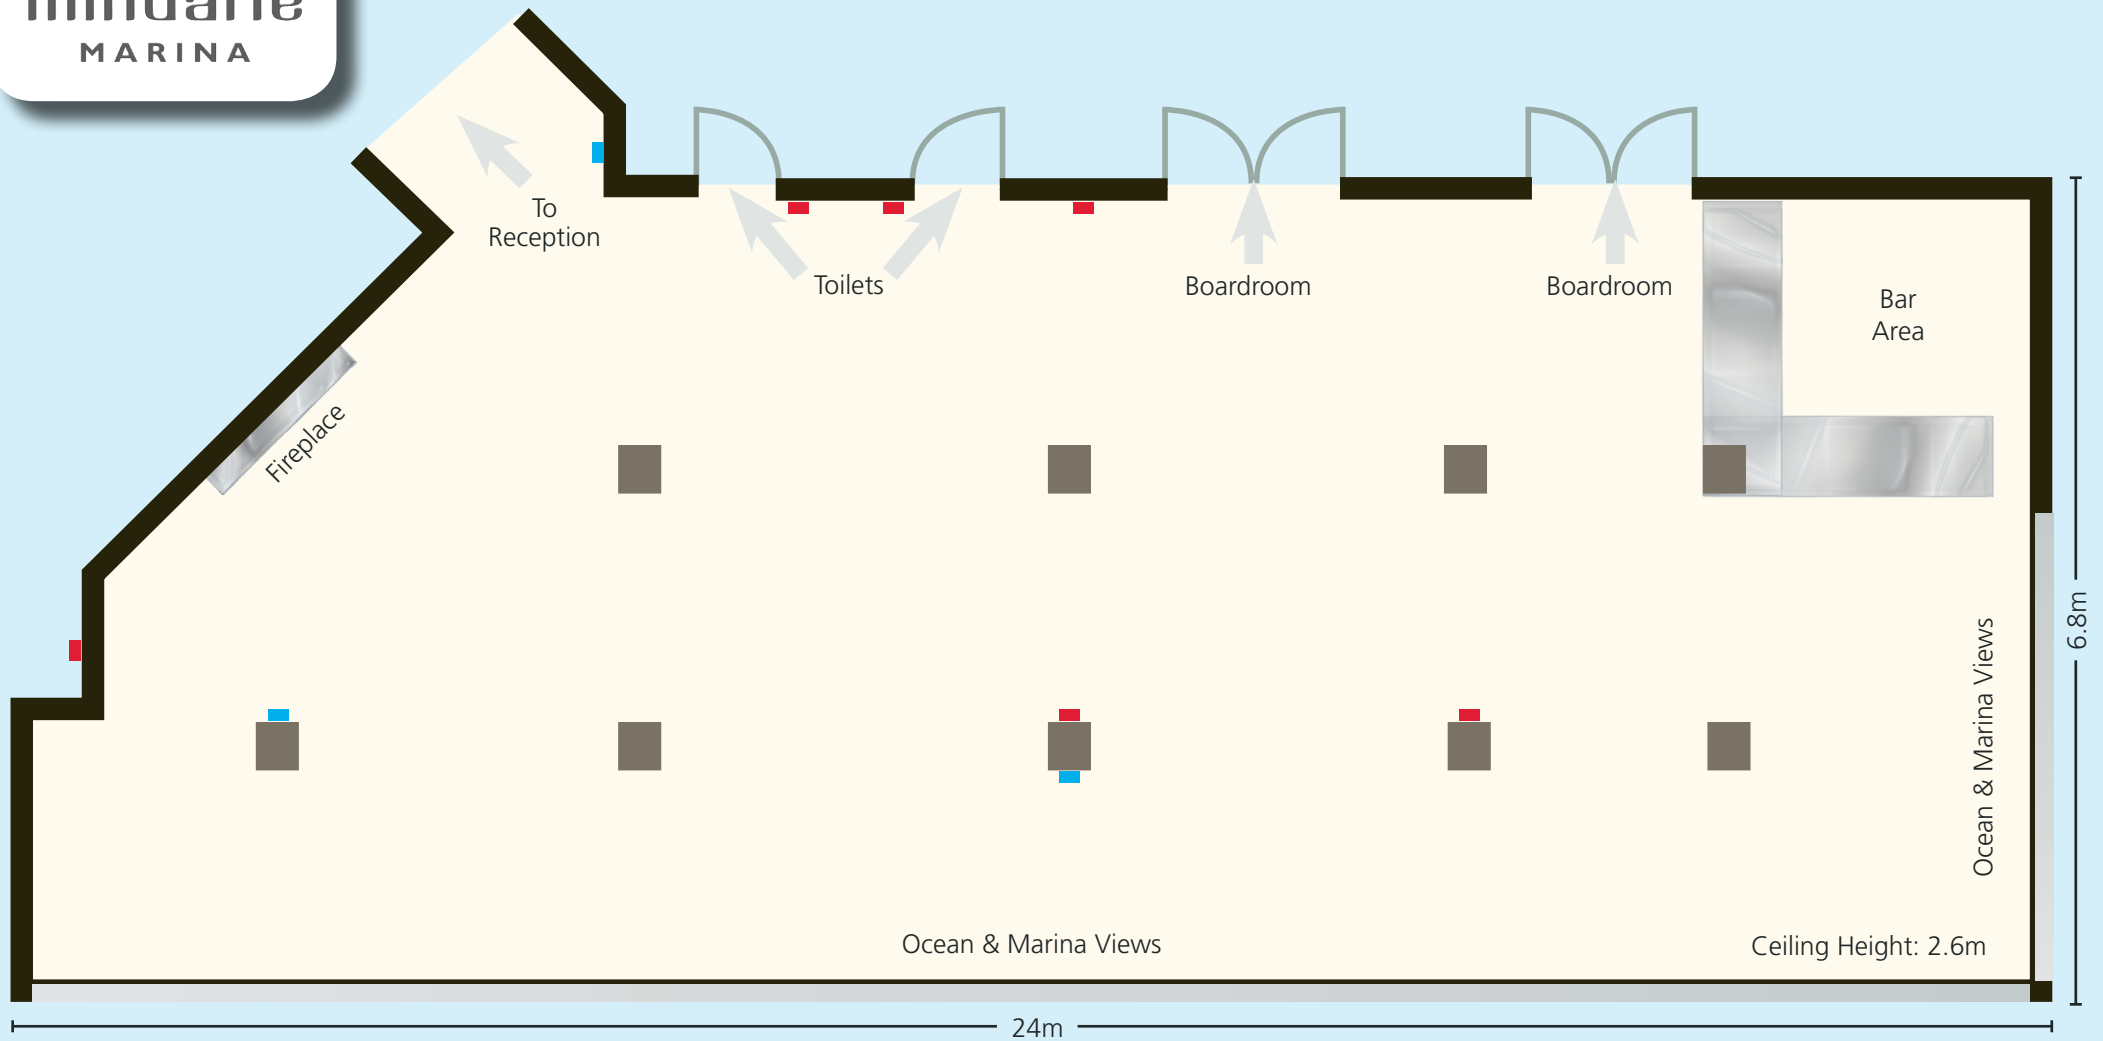 mindarie
MARINA
To
Reception
Toilets
Boardroom
Boardroom
Bar
Area
Fireplace
6.8m
Ocean & Marina Views
Ocean & Marina Views
Ceiling Height: 2.6m
24m